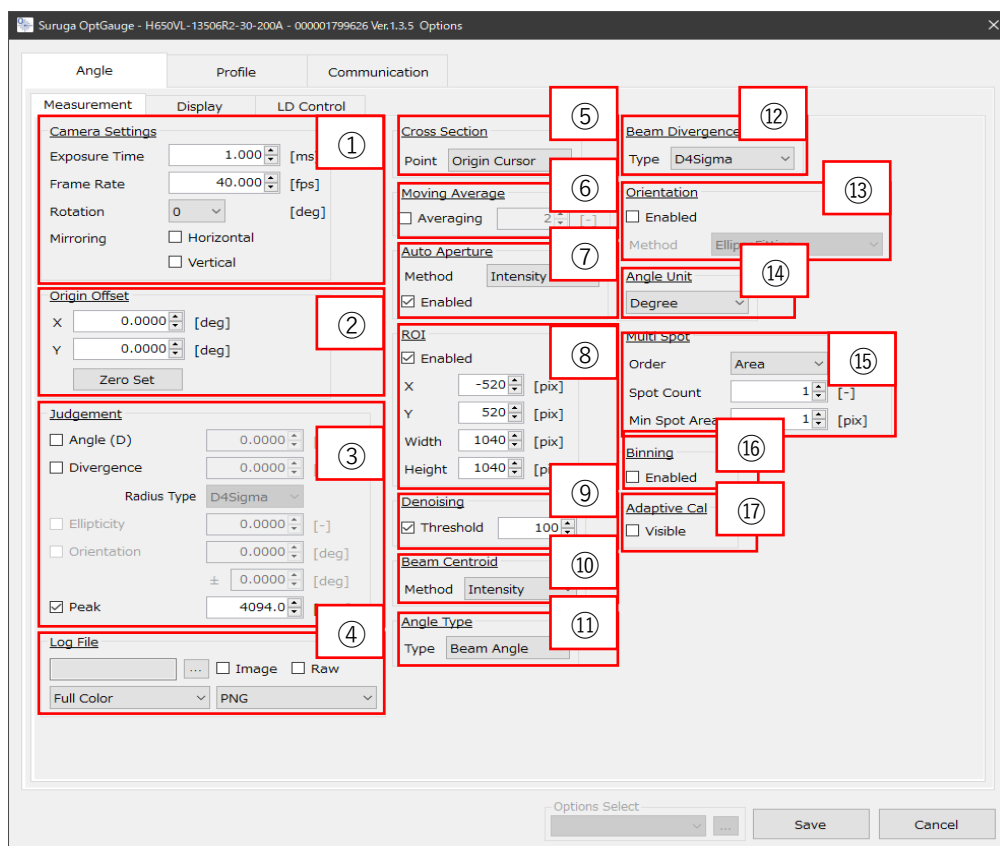 Suruga OptGauge - H650VL-13506R2-30-200A - 000001799626 Ver.1.3.5 Options
Angle Profile Communication
Measurement Display LD Control
Camera Settings ①
Exposure Time 1.000 [ms]
Frame Rate 40.000 [fps]
Rotation 0 [deg]
Mirroring Horizontal
Vertical
Origin Offset ②
X 0.0000 [deg]
Y 0.0000 [deg]
Zero Set
Judgement ③
Angle (D) 0.0000
Divergence 0.0000
Radius Type D4Sigma
Ellipticity 0.0000 [-]
Orientation 0.0000 [deg]
± 0.0000 [deg]
Peak 4094.0
Log File ④
... Image Raw
Full Color PNG
Cross Section ⑤
Point Origin Cursor
Moving Average ⑥
Averaging 2 [-]
Auto Aperture ⑦
Method Intensity
Enabled
ROI ⑧
Enabled
X -520 [pix]
Y 520 [pix]
Width 1040 [pix]
Height 1040
Denoising ⑨
Threshold 100
Beam Centroid ⑩
Method Intensity
Angle Type ⑪
Type Beam Angle
Beam Divergence ⑫
Type D4Sigma
Orientation ⑬
Enabled
Method
Angle Unit ⑭
Degree
Multi Spot ⑮
Order Area
Spot Count 1 [-]
Min Spot Area 1 [pix]
Binning ⑯
Enabled
Adaptive Cal ⑰
Visible
Options Select
... Save Cancel